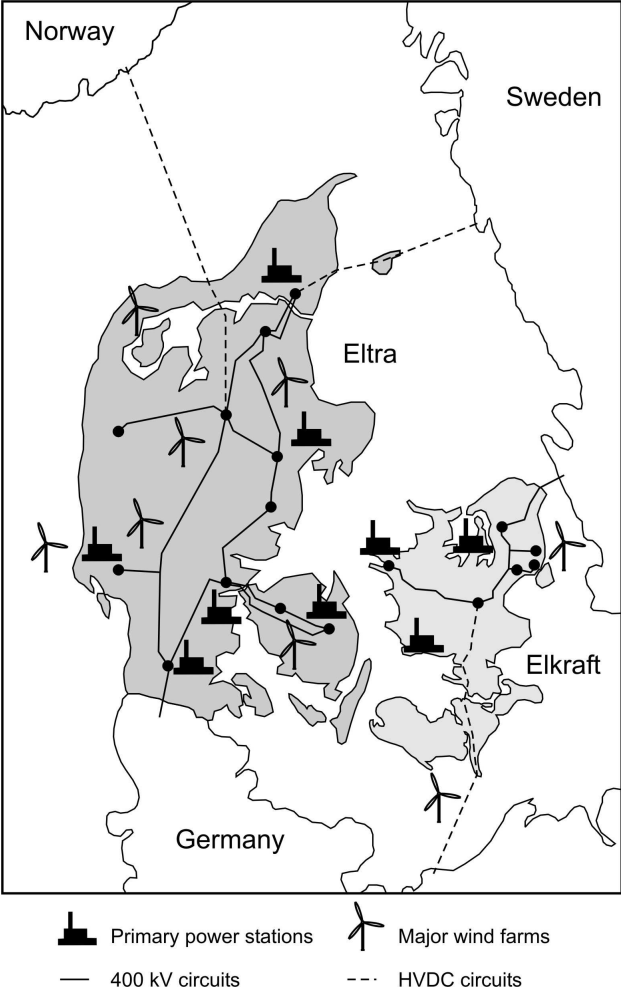 Norway
Sweden
Eltra
Elkraft
Germany
Primary power stations
Major wind farms
400 kV circuits
HVDC circuits